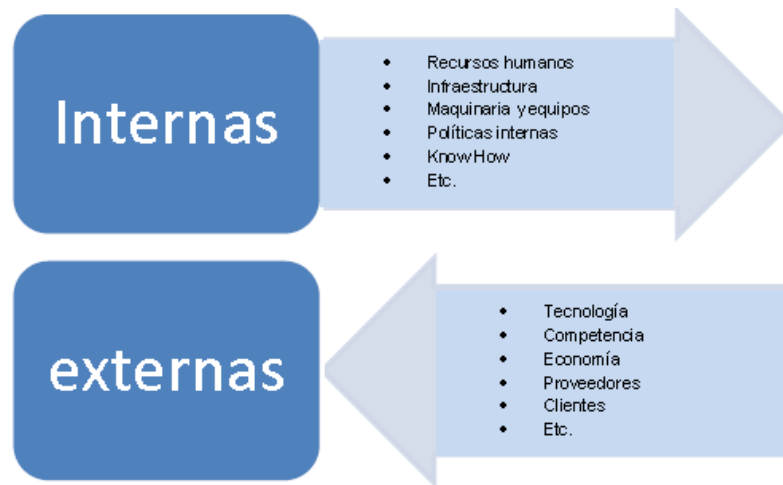 Internas
• Recursos humanos
• Infraestructura
• Maquinaria y equipos
• Políticas internas
• Know How
• Etc.
externas
• Tecnología
• Competencia
• Economía
• Proveedores
• Clientes
• Etc.